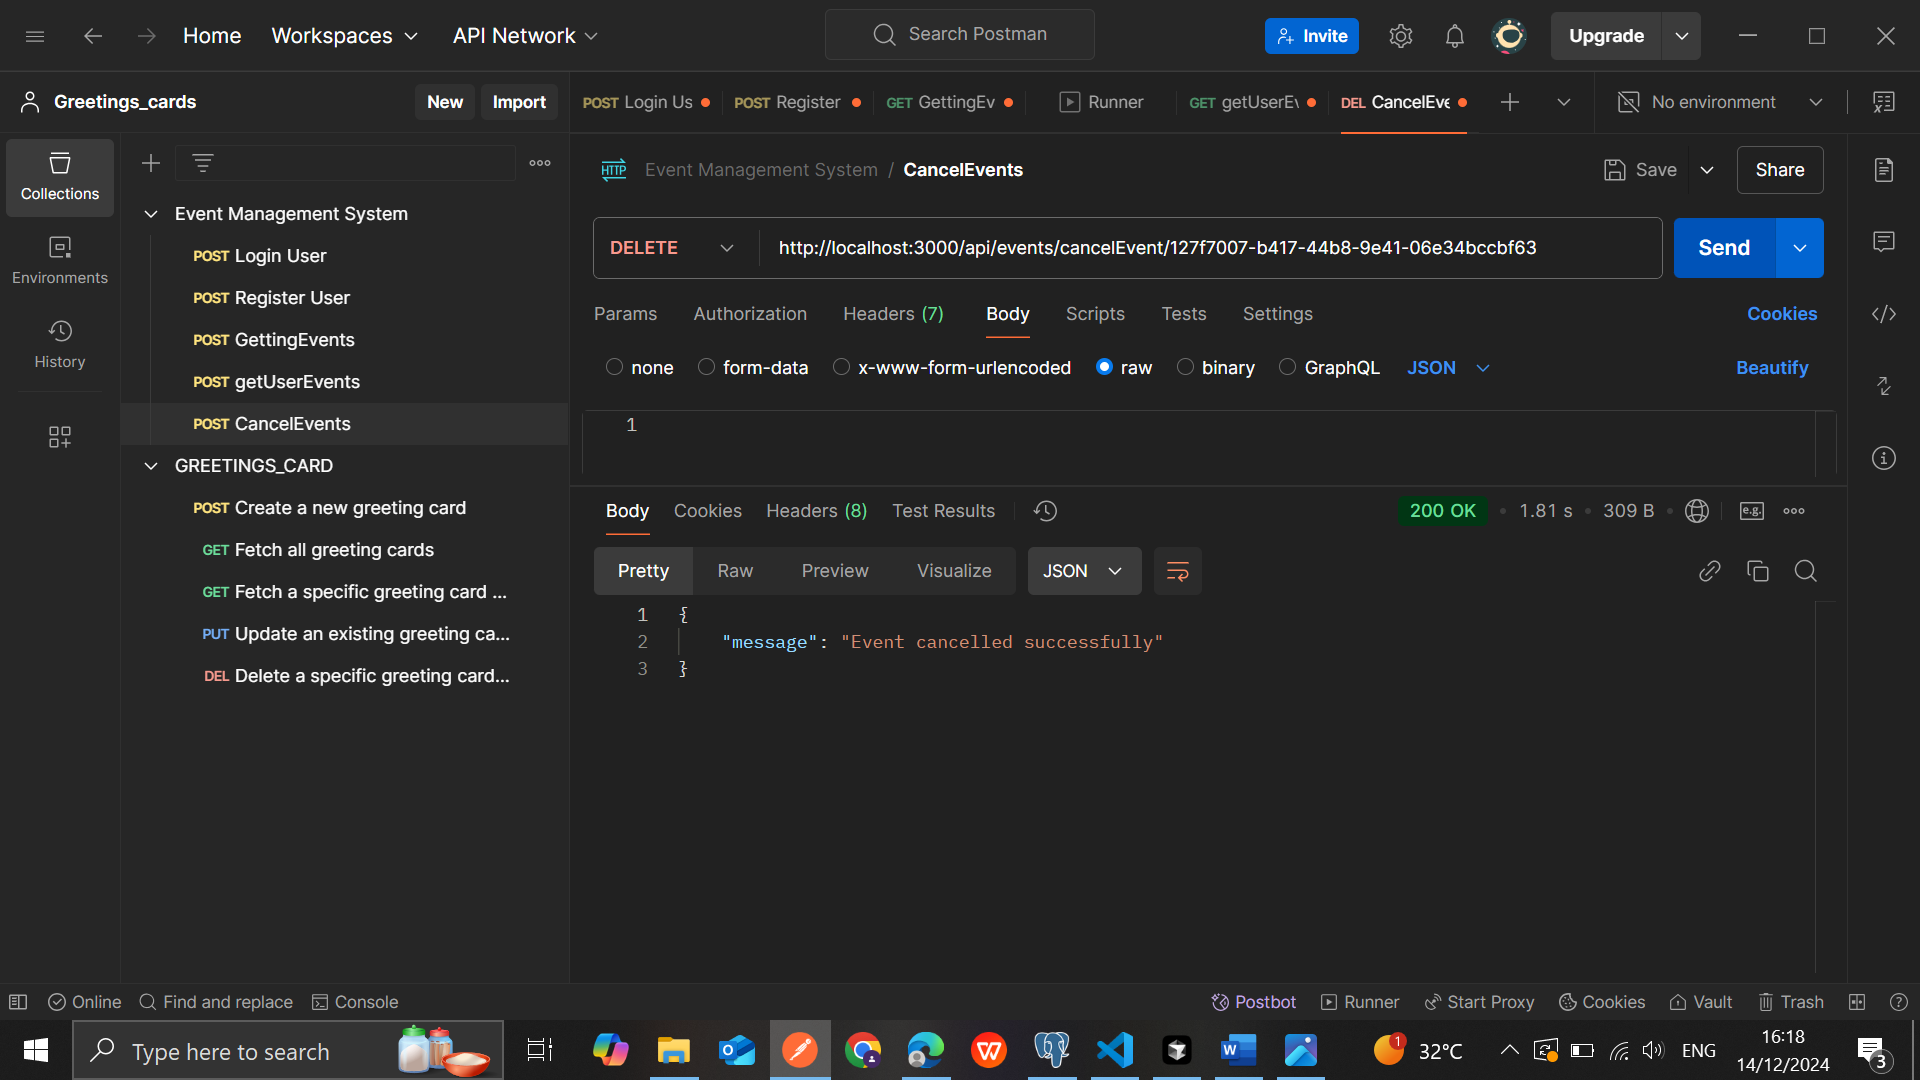 Home Workspaces API Network Search Postman Invite Upgrade
Greetings_cards New Import
POST Login Us POST Register GET GettingEv Runner GET getUserEv DEL CancelEve No environment
Collections
Environments
History
Event Management System
POST Login User
POST Register User
POST GettingEvents
POST getUserEvents
POST CancelEvents
GREETINGS_CARD
POST Create a new greeting card
GET Fetch all greeting cards
GET Fetch a specific greeting card ...
PUT Update an existing greeting ca...
DEL Delete a specific greeting card...
HTTP Event Management System / CancelEvents Save Share
DELETE http://localhost:3000/api/events/cancelEvent/127f7007-b417-44b8-9e41-06e34bccbf63 Send
Params Authorization Headers (7) Body Scripts Tests Settings Cookies
none form-data x-www-form-urlencoded raw binary GraphQL JSON Beautify
1
Body Cookies Headers (8) Test Results 200 OK • 1.81 s • 309 B • e.g.
Pretty Raw Preview Visualize JSON
1 {
2 "message": "Event cancelled successfully"
3 }
Online Find and replace Console Postbot Runner Start Proxy Cookies Vault Trash
Type here to search 1 32°C ENG 16:18
14/12/2024 3